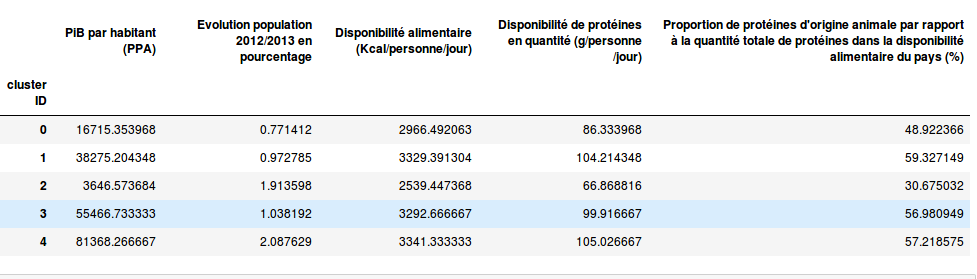 PiB par habitant (PPA)
Evolution population 2012/2013 en pourcentage
Disponibilité alimentaire (Kcal/personne/jour)
Disponibilité de protéines en quantité (g/personne /jour)
Proportion de protéines d'origine animale par rapport à la quantité totale de protéines dans la disponibilité alimentaire du pays (%)
cluster ID
0 16715.353968 0.771412 2966.492063 86.333968 48.922366
1 38275.204348 0.972785 3329.391304 104.214348 59.327149
2 3646.573684 1.913598 2539.447368 66.868816 30.675032
3 55466.733333 1.038192 3292.666667 99.916667 56.980949
4 81368.266667 2.087629 3341.333333 105.026667 57.218575